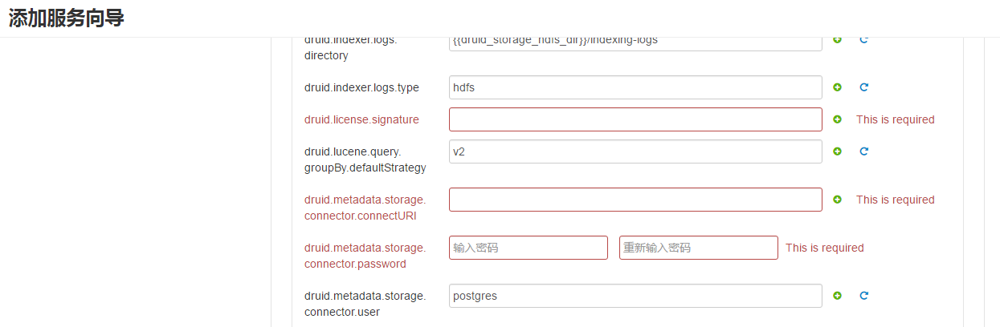 添加服务向导
druid.indexer.logs.
directory
{{druid_storage_hdfs_dir}}/indexing-logs
druid.indexer.logs.type
hdfs
druid.license.signature
This is required
druid.lucene.query.
groupBy.defaultStrategy
v2
druid.metadata.storage.
connector.connectURI
This is required
druid.metadata.storage.
connector.password
输入密码
重新输入密码
This is required
druid.metadata.storage.
connector.user
postgres